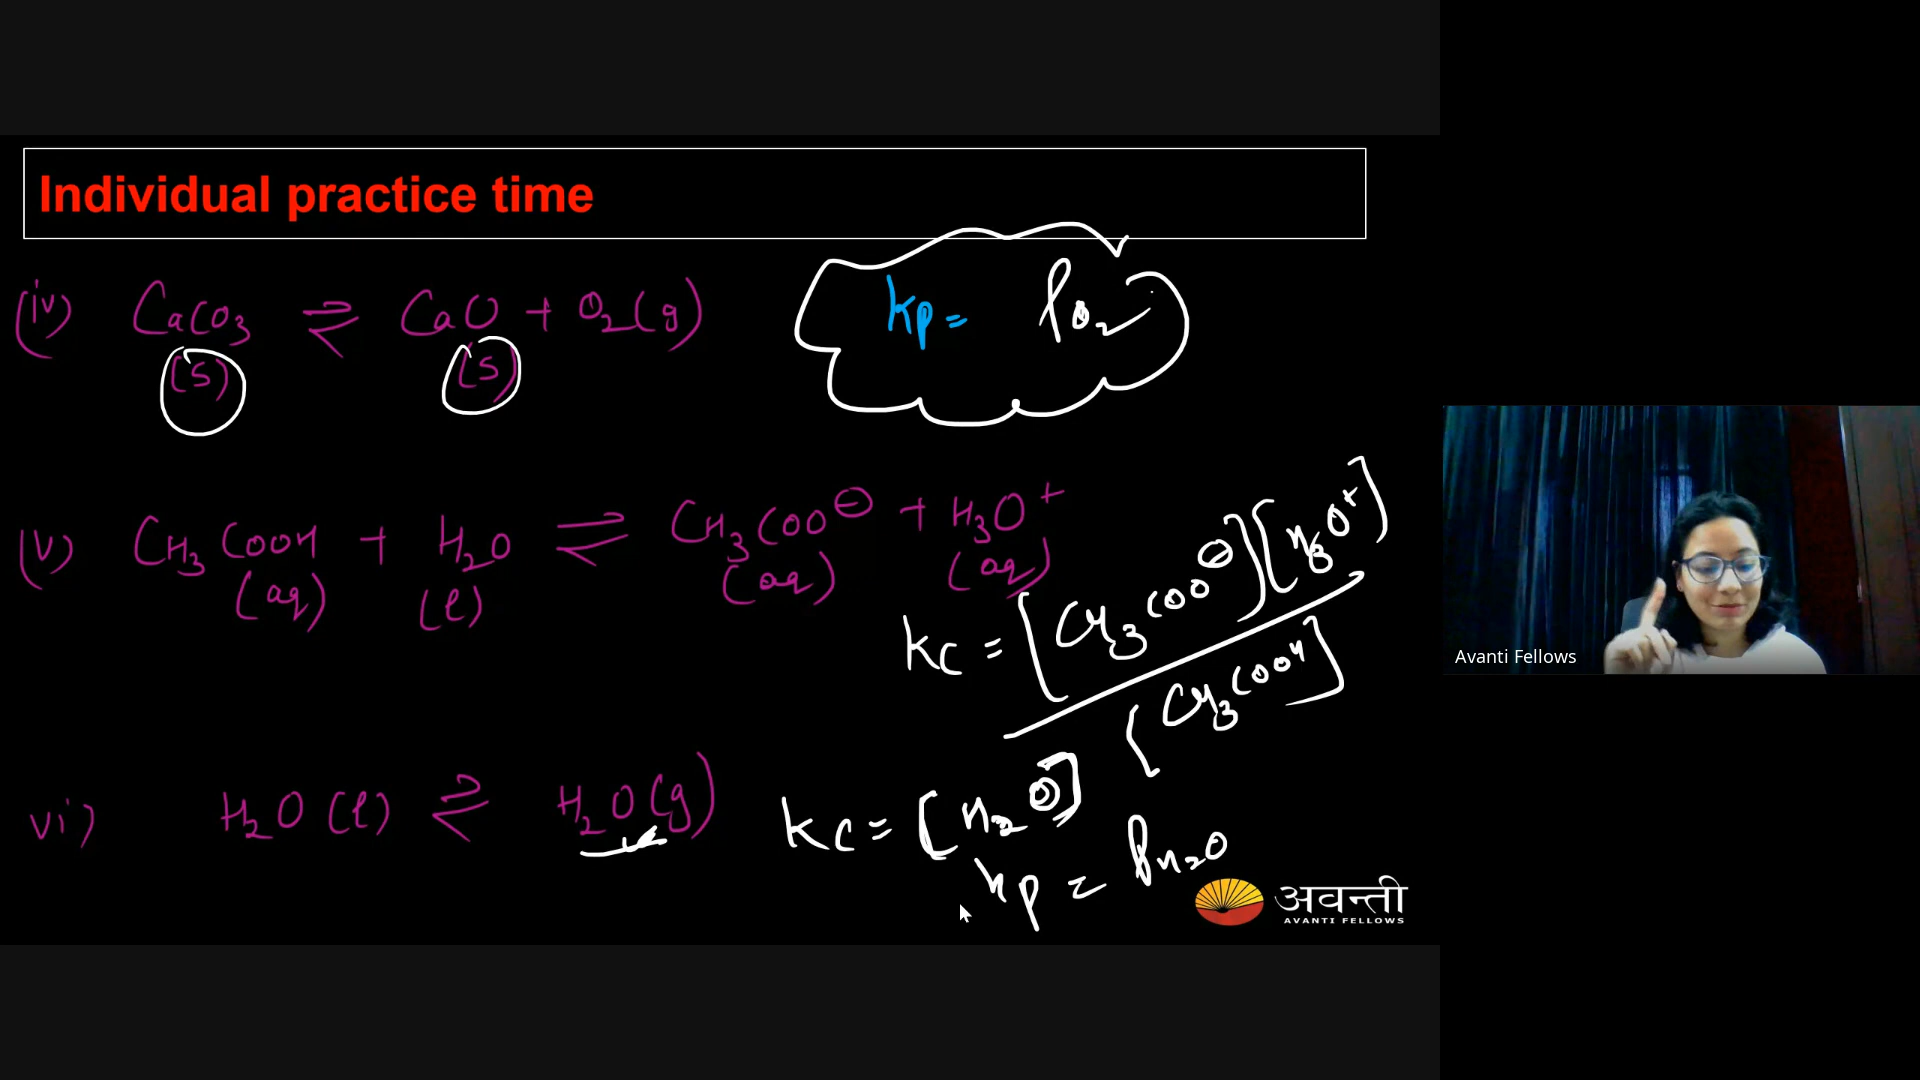 Individual practice time
(iv) CaCO3 ⇌ CaO + O2(g) kp = PO2
(s) (s)
(v) CH3COOH + H2O ⇌ CH3COO⊖ + H3O+
(aq) (l) (aq) (aq)
kc = [CH3COO⊖][H3O+]
[CH3COOH]
vi) H2O(l) ⇌ H2O(g) kc = [H2O]
kp = PH2O
Avanti Fellows
अवन्ती
AVANTI FELLOWS